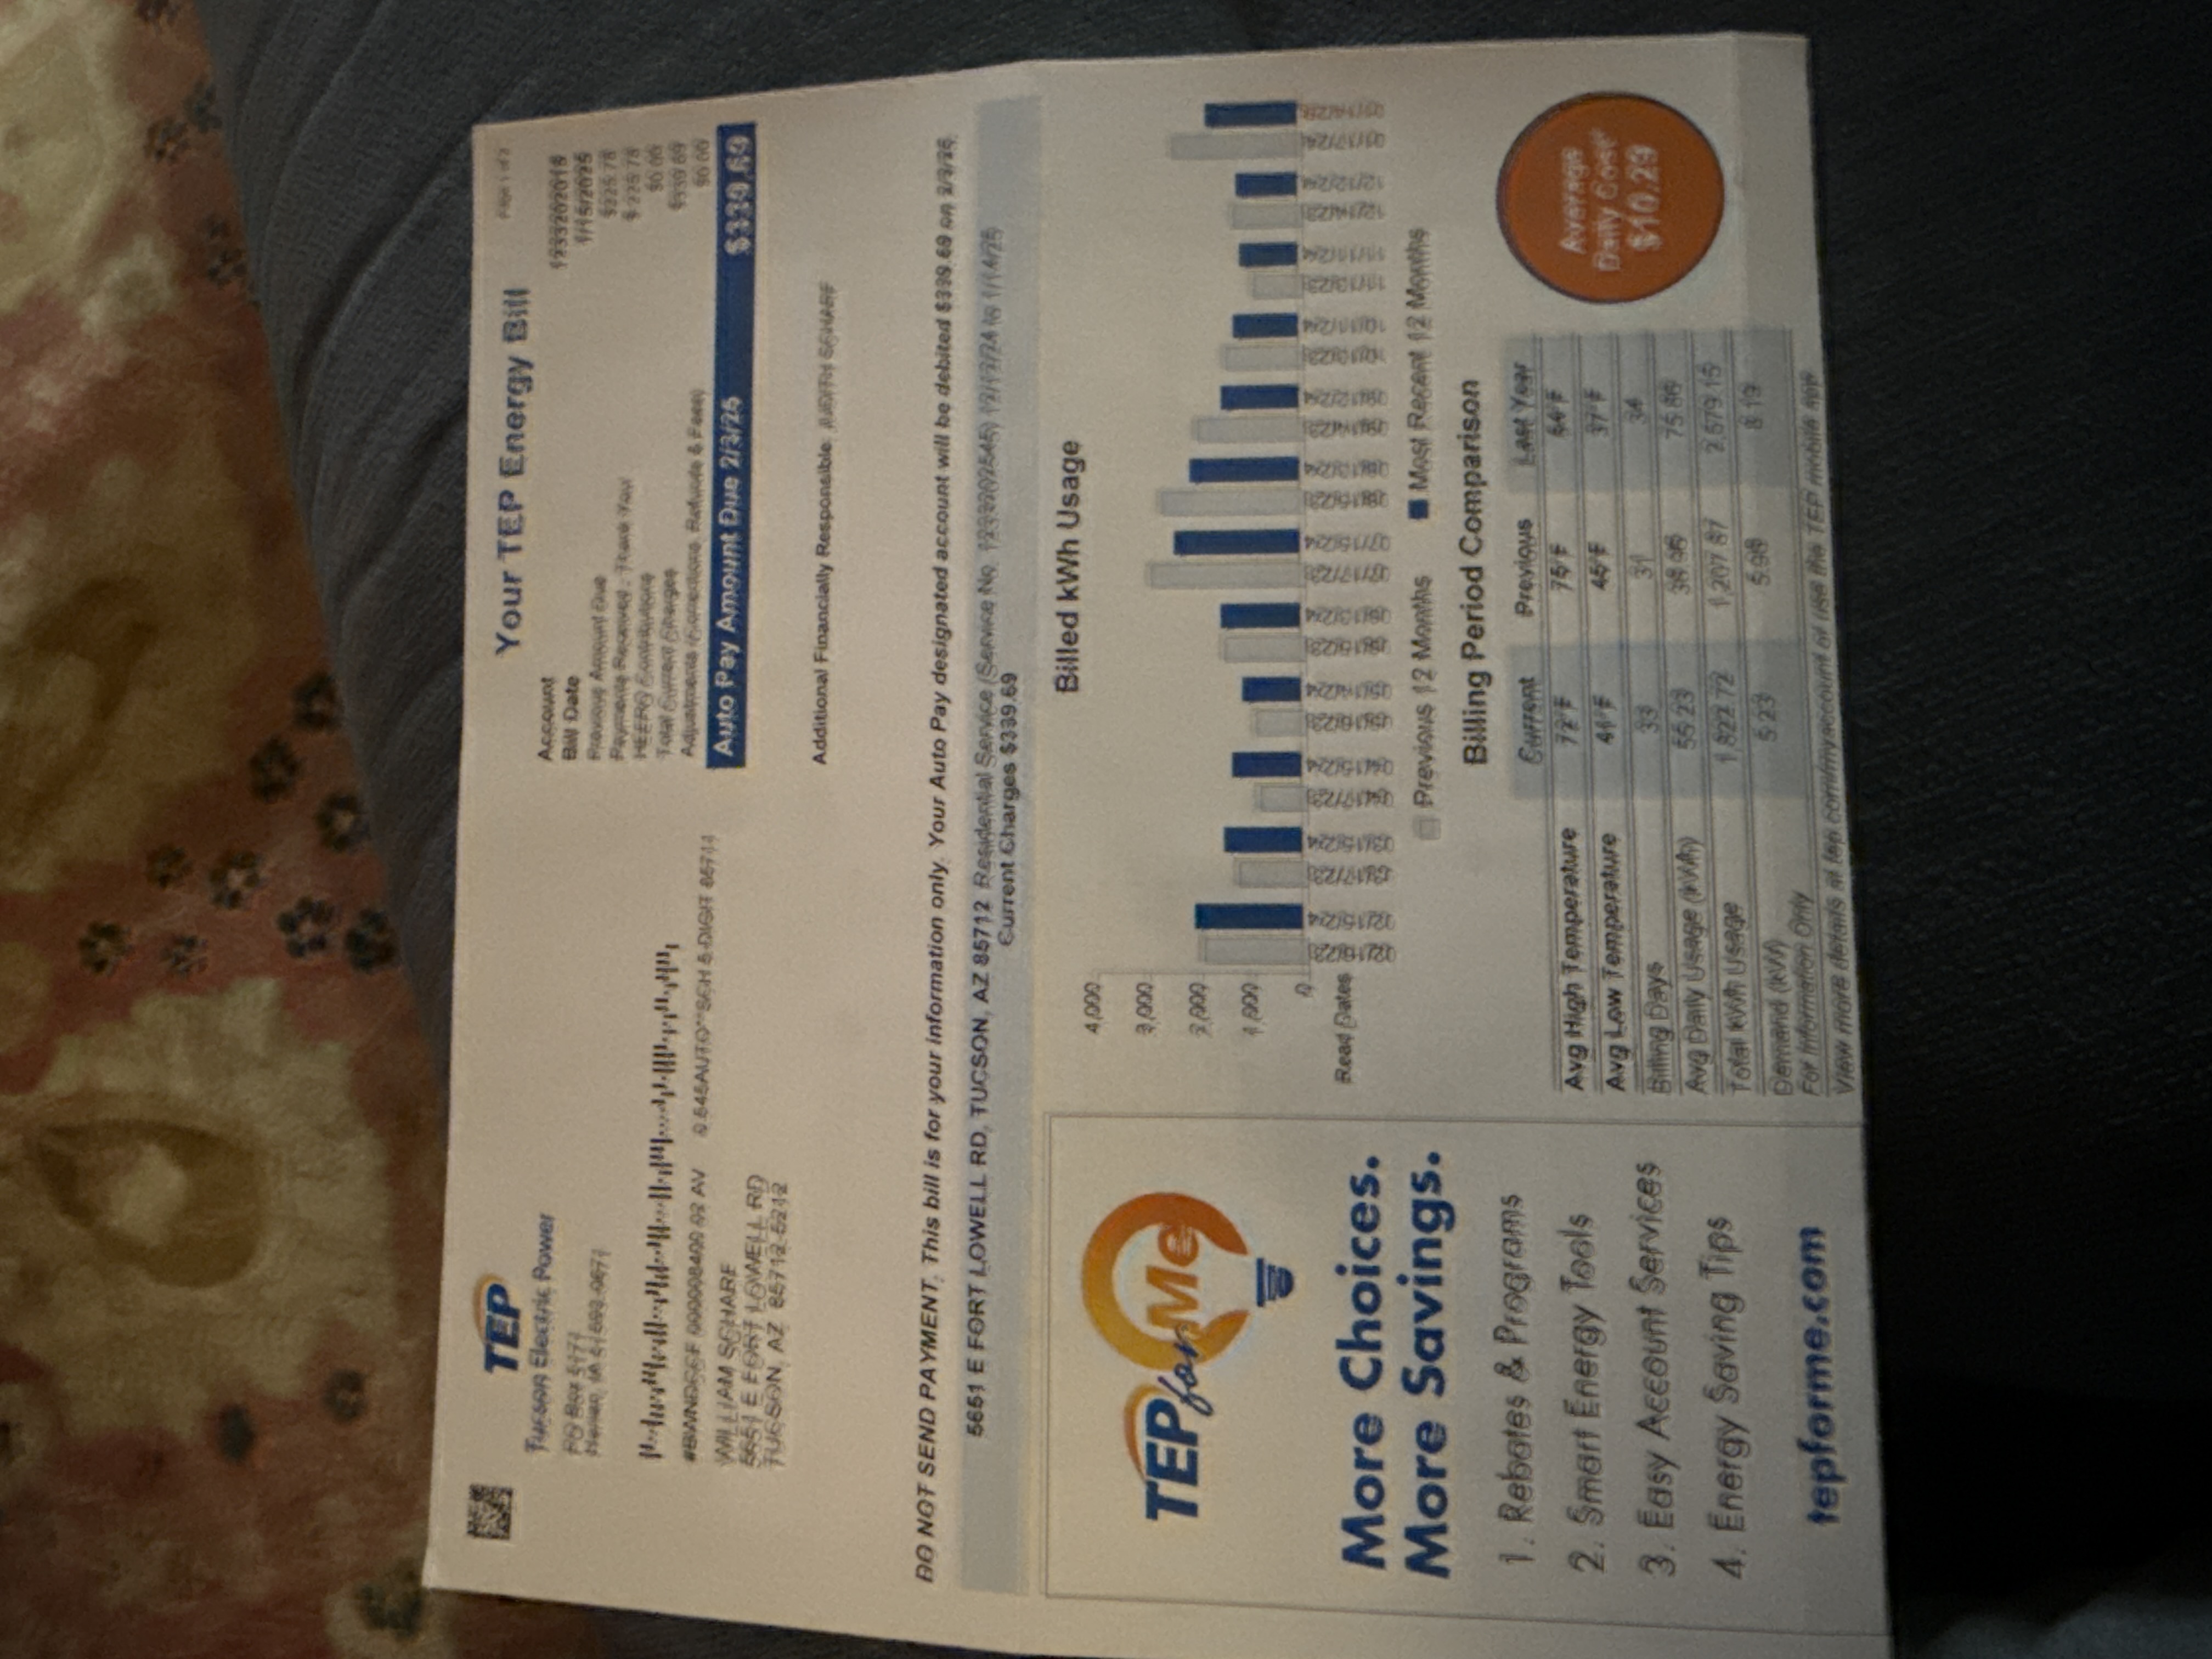 TEP
Tucson Electric Power
PO Box 5171
Harlan, IA 51593-0671
WILLIAM SCHARF
5651 E FORT LOWELL RD
TUCSON, AZ 85712-5212
Your TEP Energy Bill
Page 1 of 2
Account
Bill Date 1/15/2025
Previous Amount Due $225.78
Payments Received - Thank You! $-225.78
HEERO Contributions $0.00
Total Current Charges $339.69
Adjustments (Corrections, Refunds & Fees) $0.00
Auto Pay Amount Due 2/3/25 $339.69
Additional Financially Responsible: JUDITH SCHARF
DO NOT SEND PAYMENT. This bill is for your information only. Your Auto Pay designated account will be debited $339.69 on 2/3/25.
5651 E FORT LOWELL RD, TUCSON, AZ 85712 Residential Service (Service No. 12/13/24 to 1/14/25
Current Charges $339.69
TEP for Me
More Choices.
More Savings.
1. Rebates & Programs
2. Smart Energy Tools
3. Easy Account Services
4. Energy Saving Tips
tepforme.com
Billed kWh Usage
4,000
3,000
2,000
1,000
0
Read Dates
02/15/24
03/17/23
03/15/24
04/17/23
04/15/24
05/16/23
05/14/24
06/15/23
06/13/24
07/17/23
07/15/24
08/15/23
08/13/24
09/14/23
09/12/24
10/13/23
10/11/24
11/13/23
11/11/24
12/14/23
12/12/24
01/17/24
01/14/25
Previous 12 Months
Most Recent 12 Months
Billing Period Comparison
Current Previous Last Year
Avg High Temperature 72°F 75°F 64°F
Avg Low Temperature 41°F 45°F 37°F
Billing Days 33 31 34
Avg Daily Usage (kWh) 55.23 38.96 75.86
Total kWh Usage 1,822.72 1,207.87 2,579.15
Demand (kW) 5.23 5.98 8.19
For Information Only
View more details at tep.com/myaccount or use the TEP mobile app
Average
Daily Cost*
$10.29